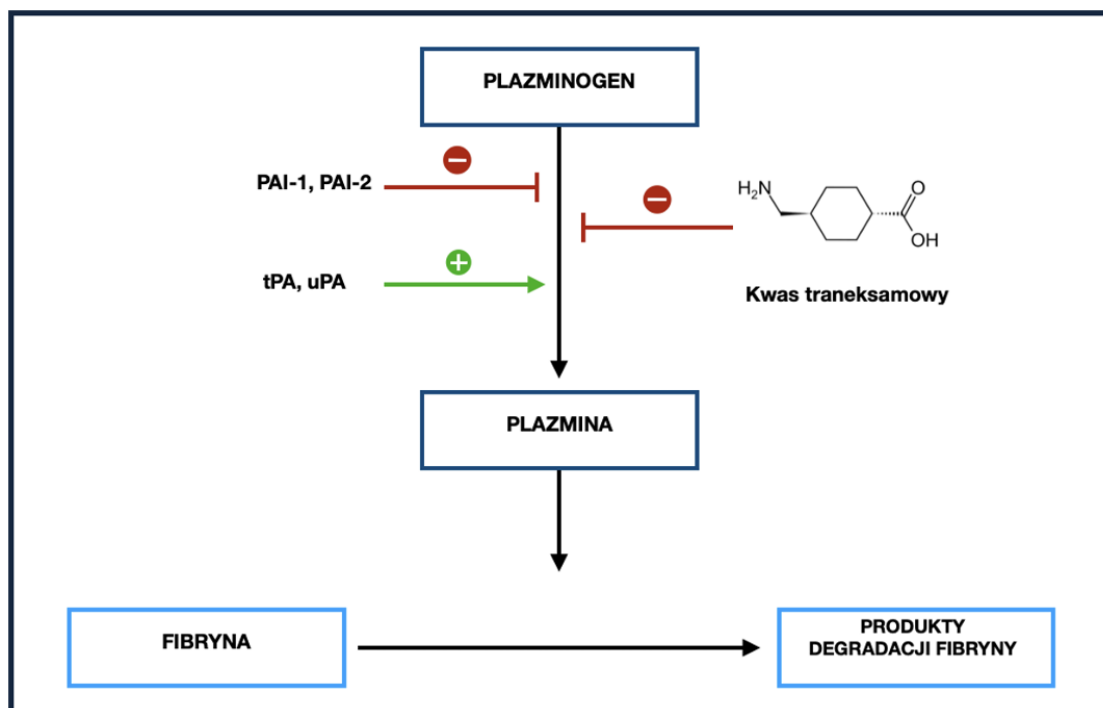 PLAZMINOGEN
PAI-1, PAI-2
−
−
H₂N
O
OH
tPA, uPA
+
Kwas traneksamowy
PLAZMINA
FIBRYNA
PRODUKTY
DEGRADACJI FIBRYNY